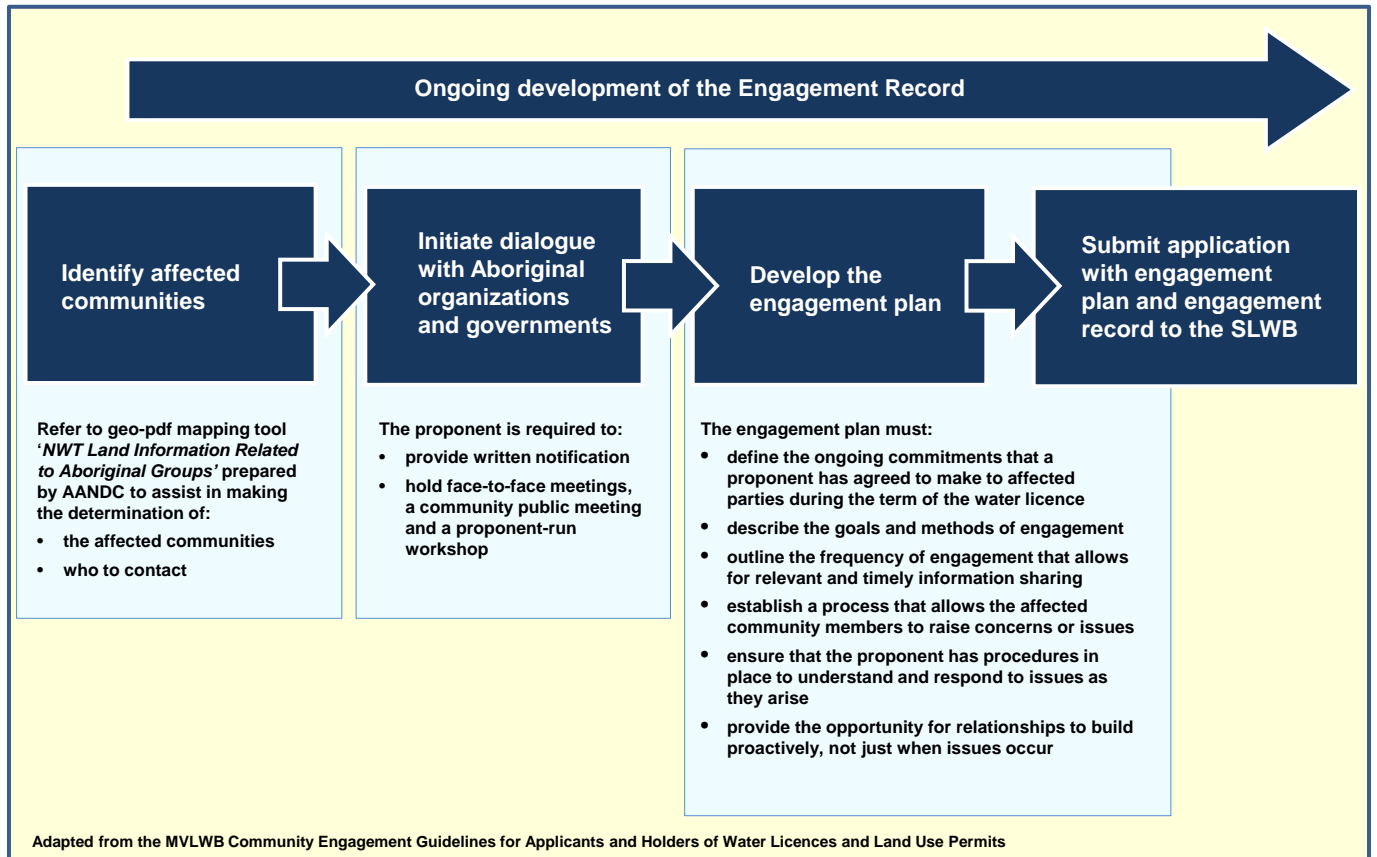 Ongoing development of the Engagement Record
Identify affected
communities
Initiate dialogue
with Aboriginal
organizations
and governments
Develop the
engagement plan
Submit application
with engagement
plan and engagement
record to the SLWB
Refer to geo-pdf mapping tool
‘NWT Land Information Related
to Aboriginal Groups’ prepared
by AANDC to assist in making
the determination of:
• the affected communities
• who to contact
The proponent is required to:
• provide written notification
• hold face-to-face meetings,
a community public meeting
and a proponent-run
workshop
The engagement plan must:
• define the ongoing commitments that a
proponent has agreed to make to affected
parties during the term of the water licence
• describe the goals and methods of engagement
• outline the frequency of engagement that allows
for relevant and timely information sharing
• establish a process that allows the affected
community members to raise concerns or issues
• ensure that the proponent has procedures in
place to understand and respond to issues as
they arise
• provide the opportunity for relationships to build
proactively, not just when issues occur
Adapted from the MVLWB Community Engagement Guidelines for Applicants and Holders of Water Licences and Land Use Permits